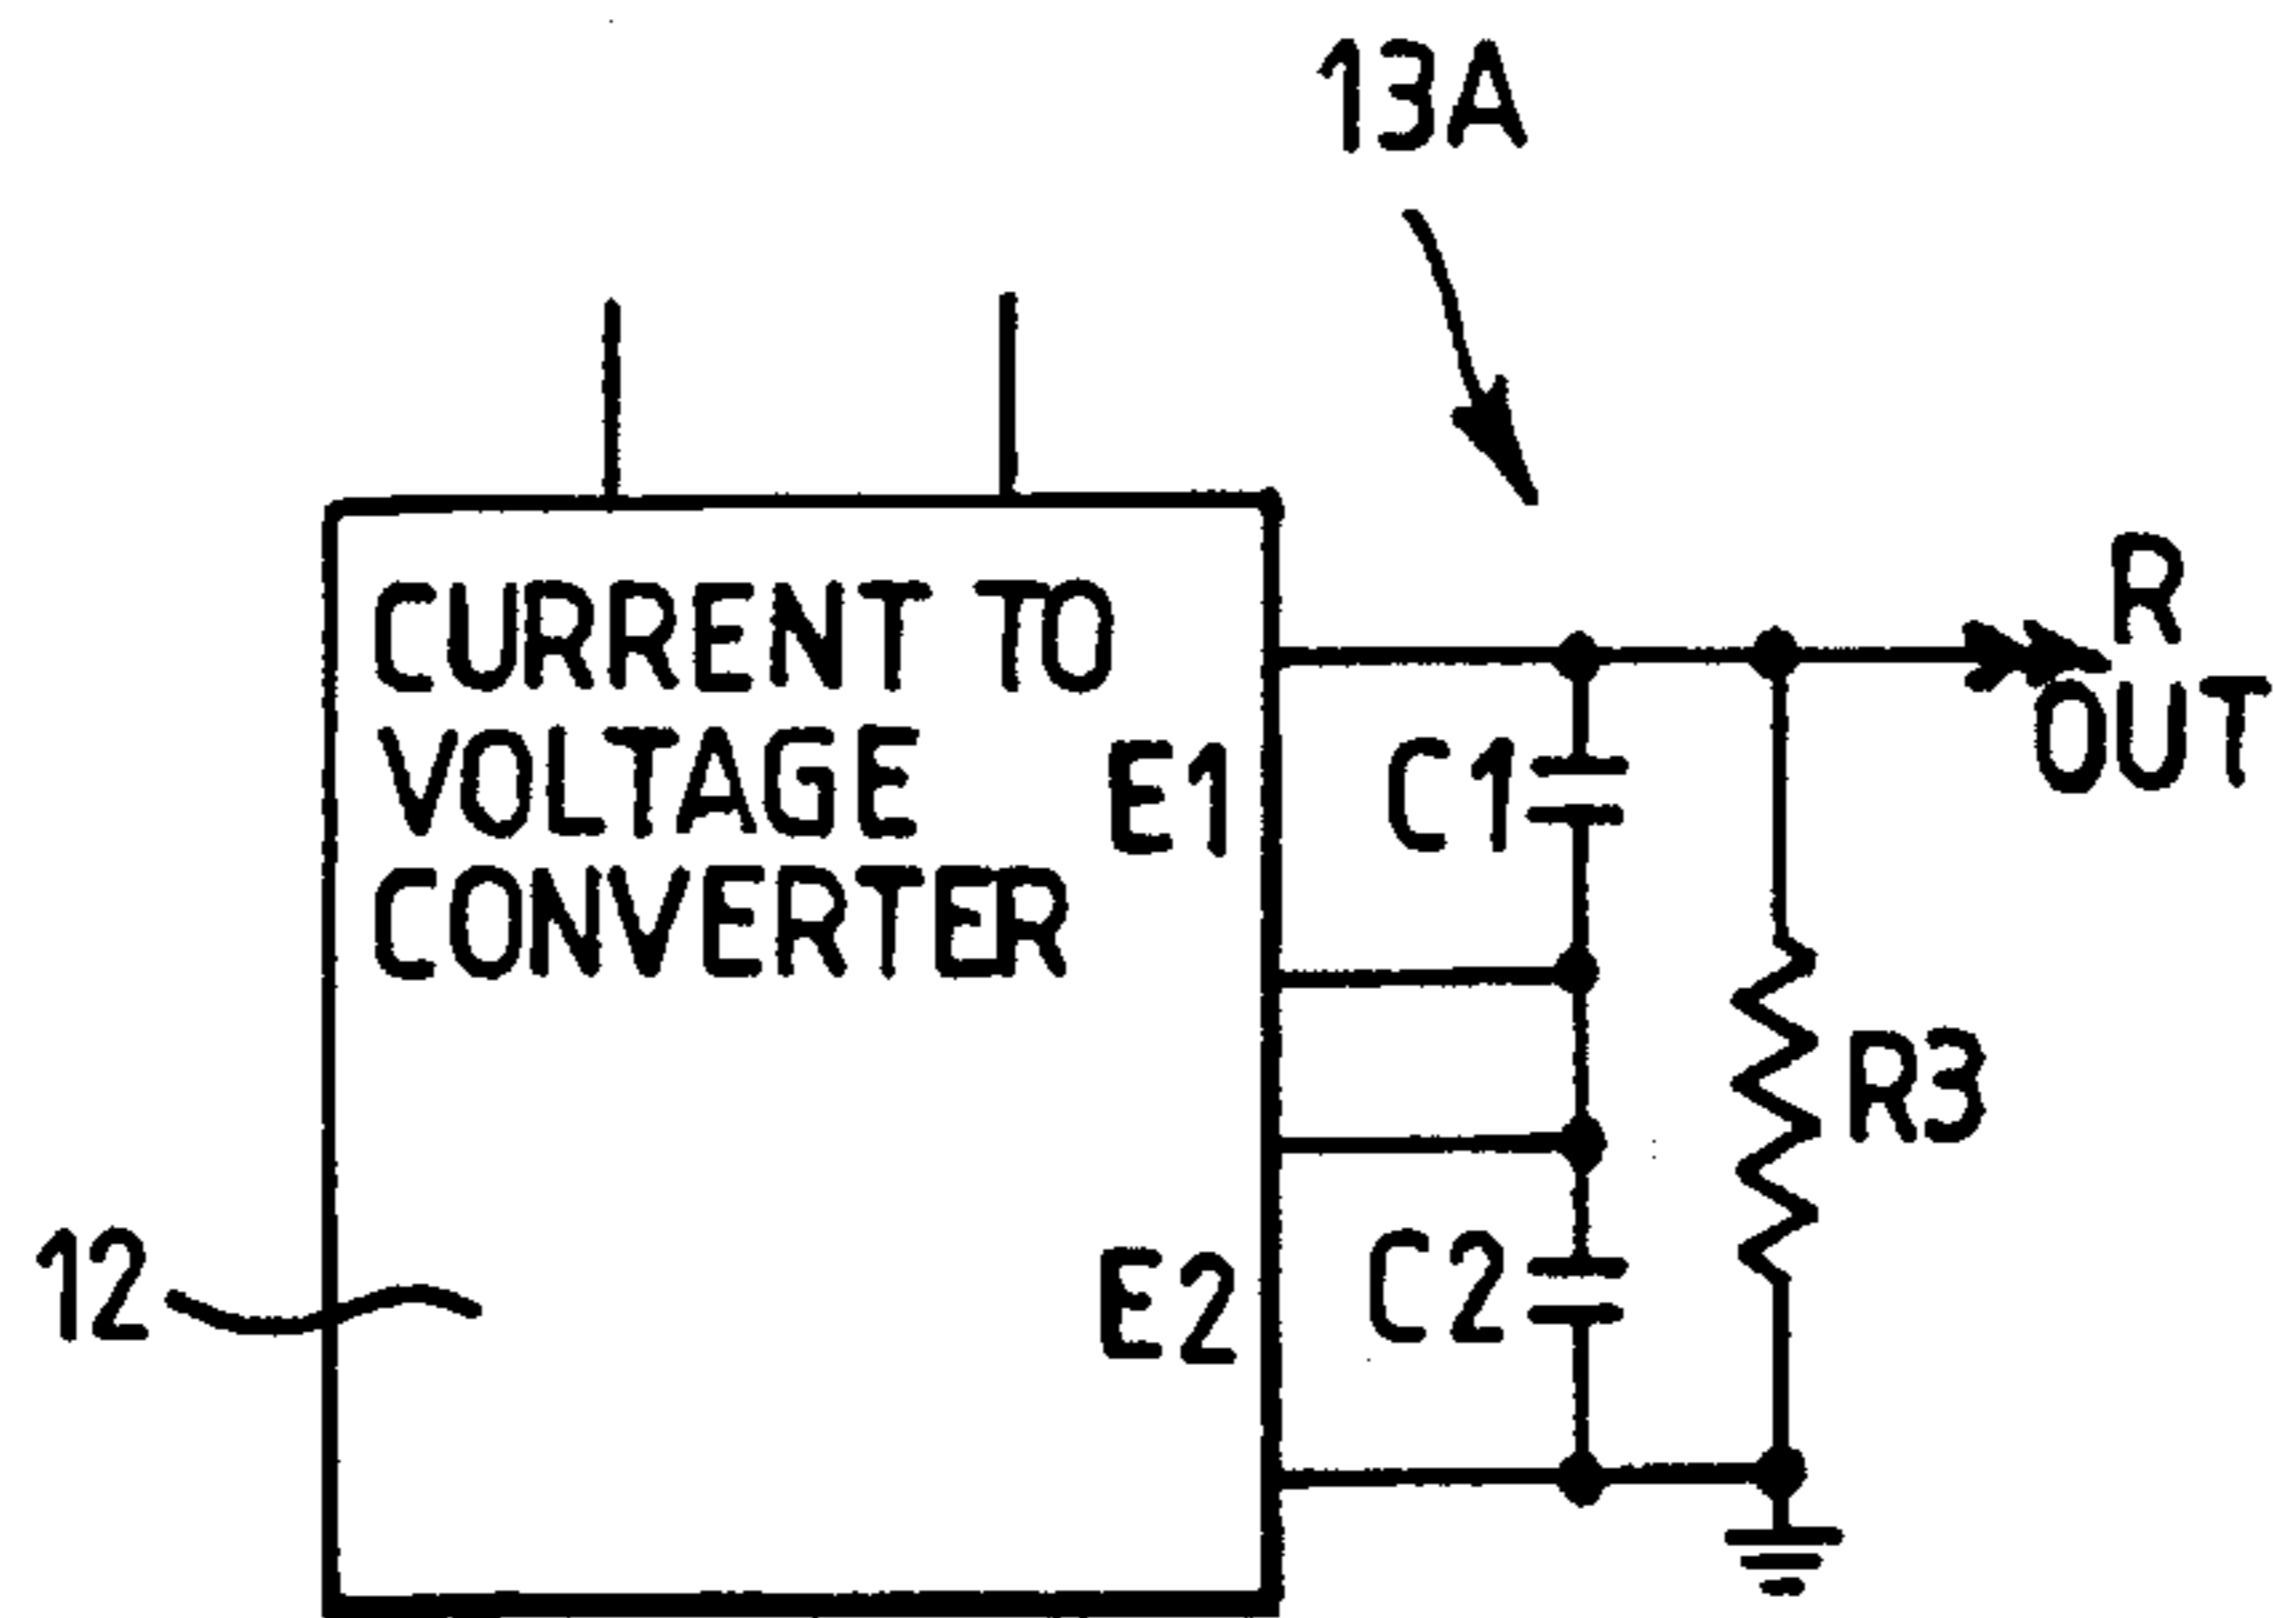 13A
CURRENT TO
VOLTAGE
CONVERTER
R
OUT
E1
C1
R3
12
E2
C2